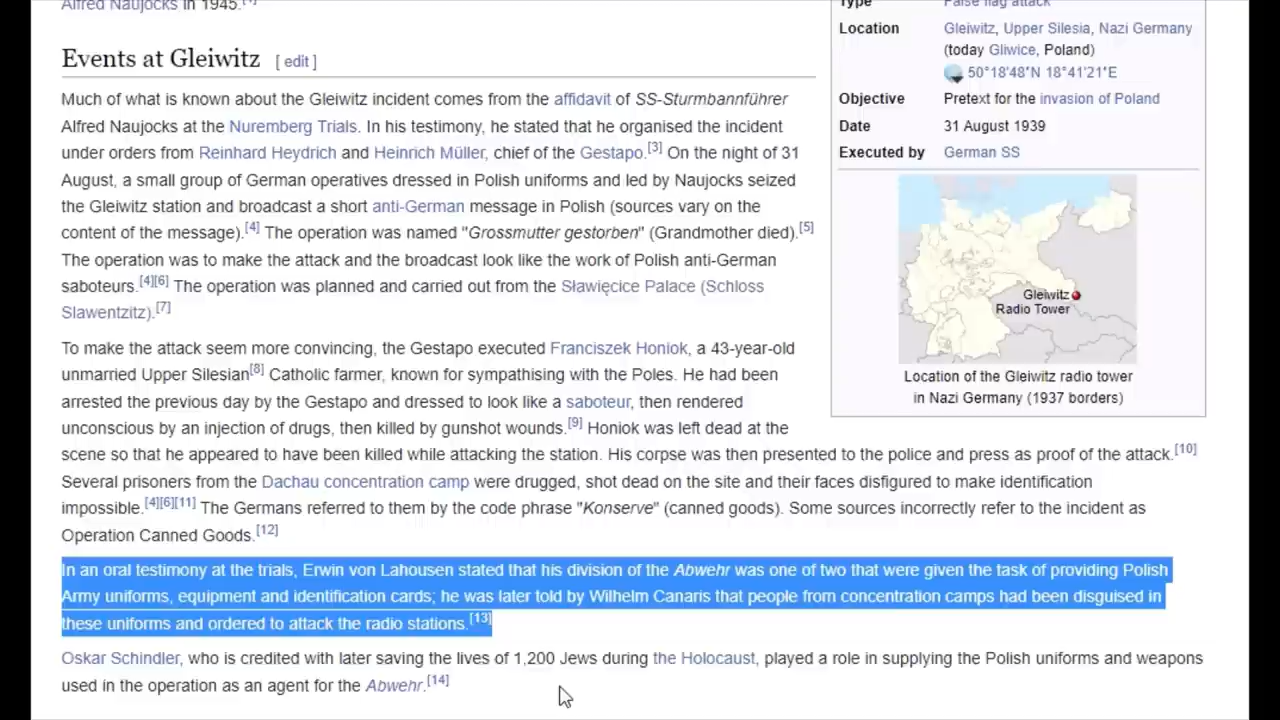 Alfred Naujocks in 1945.
Events at Gleiwitz [ edit ]
Much of what is known about the Gleiwitz incident comes from the affidavit of SS-Sturmbannführer
Alfred Naujocks at the Nuremberg Trials. In his testimony, he stated that he organised the incident
under orders from Reinhard Heydrich and Heinrich Müller, chief of the Gestapo.[3] On the night of 31
August, a small group of German operatives dressed in Polish uniforms and led by Naujocks seized
the Gleiwitz station and broadcast a short anti-German message in Polish (sources vary on the
content of the message).[4] The operation was named "Grossmutter gestorben" (Grandmother died).[5]
The operation was to make the attack and the broadcast look like the work of Polish anti-German
saboteurs.[4][6] The operation was planned and carried out from the Sławięcice Palace (Schloss
Slawentzitz).[7]
To make the attack seem more convincing, the Gestapo executed Franciszek Honiok, a 43-year-old
unmarried Upper Silesian[8] Catholic farmer, known for sympathising with the Poles. He had been
arrested the previous day by the Gestapo and dressed to look like a saboteur, then rendered
unconscious by an injection of drugs, then killed by gunshot wounds.[9] Honiok was left dead at the
scene so that he appeared to have been killed while attacking the station. His corpse was then presented to the police and press as proof of the attack.[10]
Several prisoners from the Dachau concentration camp were drugged, shot dead on the site and their faces disfigured to make identification
impossible.[4][6][11] The Germans referred to them by the code phrase "Konserve" (canned goods). Some sources incorrectly refer to the incident as
Operation Canned Goods.[12]
In an oral testimony at the trials, Erwin von Lahousen stated that his division of the Abwehr was one of two that were given the task of providing Polish
Army uniforms, equipment and identification cards; he was later told by Wilhelm Canaris that people from concentration camps had been disguised in
these uniforms and ordered to attack the radio stations.[13]
Oskar Schindler, who is credited with later saving the lives of 1,200 Jews during the Holocaust, played a role in supplying the Polish uniforms and weapons
used in the operation as an agent for the Abwehr.[14]
Type False flag attack
Location Gleiwitz, Upper Silesia, Nazi Germany
(today Gliwice, Poland)
50°18′48″N 18°41′21″E
Objective Pretext for the invasion of Poland
Date 31 August 1939
Executed by German SS
Gleiwitz
Radio Tower
Location of the Gleiwitz radio tower
in Nazi Germany (1937 borders)